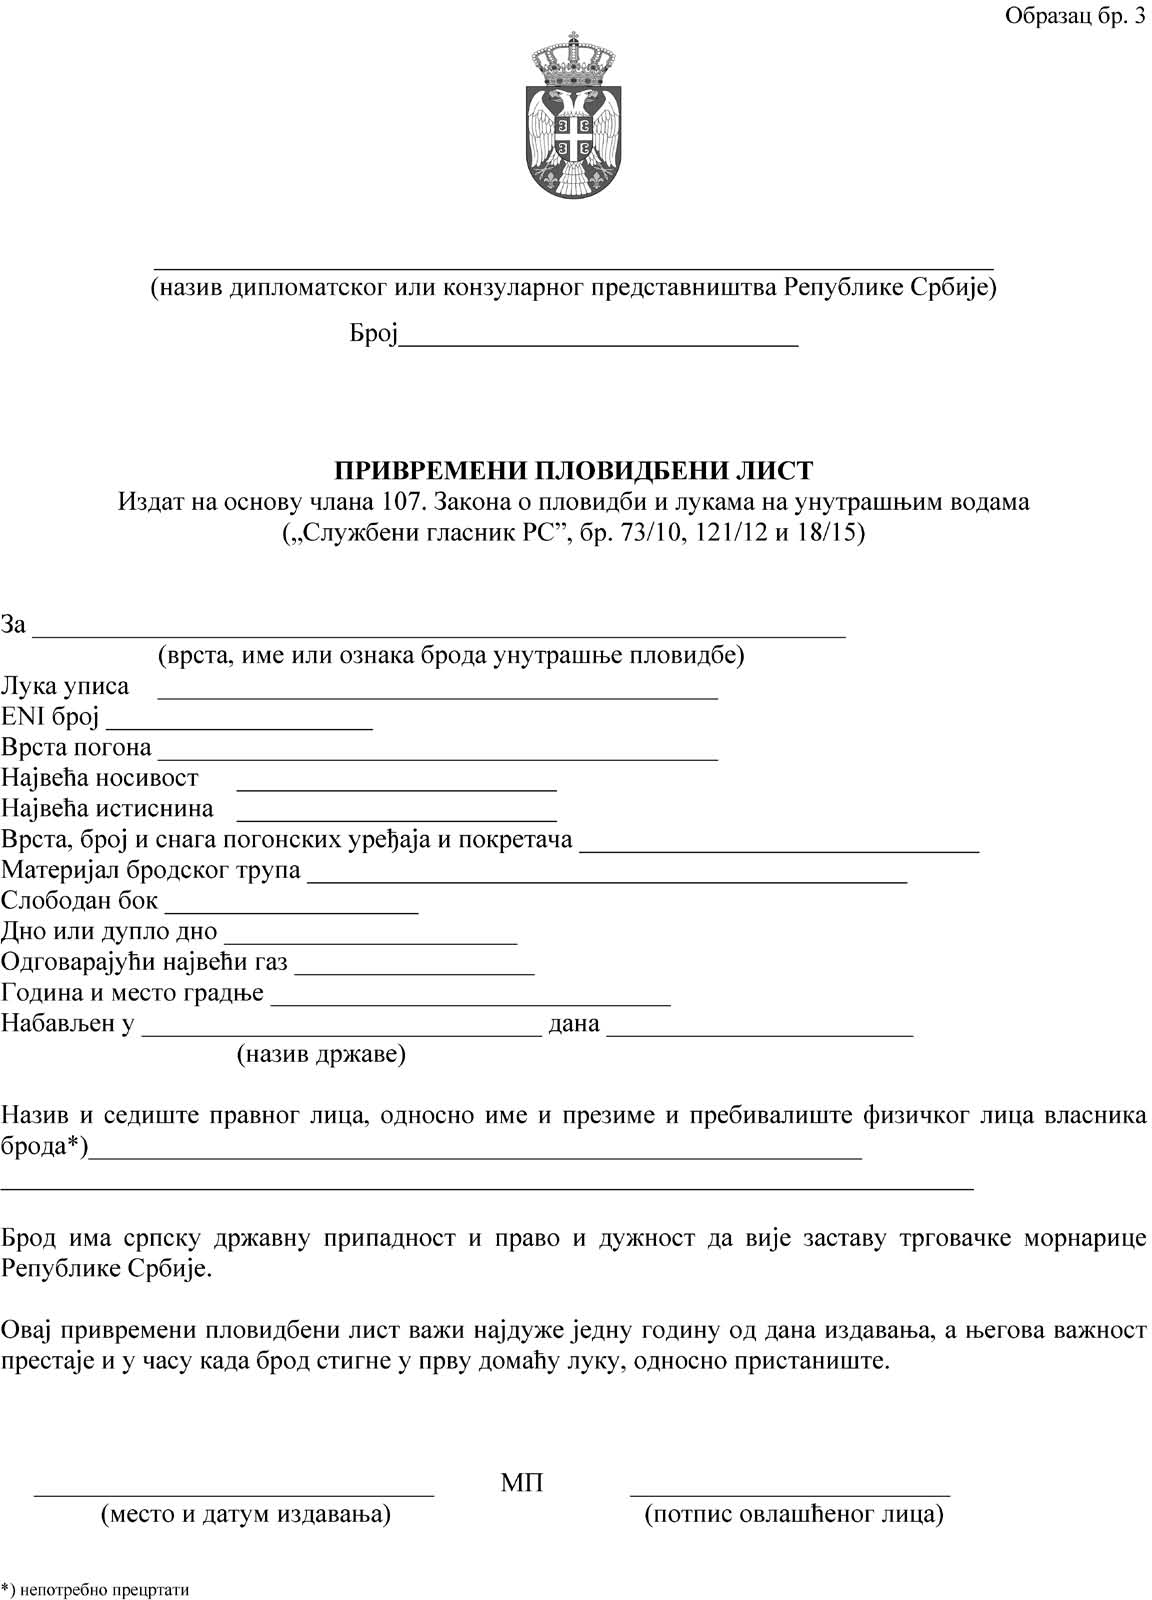 Образац бр. 3
(назив дипломатског или конзуларног представништва Републике Србије)
Број
ПРИВРЕМЕНИ ПЛОВИДБЕНИ ЛИСТ
Издат на основу члана 107. Закона о пловидби и лукама на унутрашњим водама
(„Службени гласник РС”, бр. 73/10, 121/12 и 18/15)
За
(врста, име или ознака брода унутрашње пловидбе)
Лука уписа
ENI број
Врста погона
Највећа носивост
Највећа истиснина
Врста, број и снага погонских уређаја и покретача
Материјал бродског трупа
Слободан бок
Дно или дупло дно
Одговарајући највећи газ
Година и место градње
Набављен у дана
(назив државе)
Назив и седиште правног лица, односно име и презиме и пребивалиште физичког лица власника
брода*)
Брод има српску државну припадност и право и дужност да вије заставу трговачке морнарице
Републике Србије.
Овај привремени пловидбени лист важи најдуже једну годину од дана издавања, а његова важност
престаје и у часу када брод стигне у прву домаћу луку, односно пристаниште.
МП
(место и датум издавања) (потпис овлашћеног лица)
*) непотребно прецртати